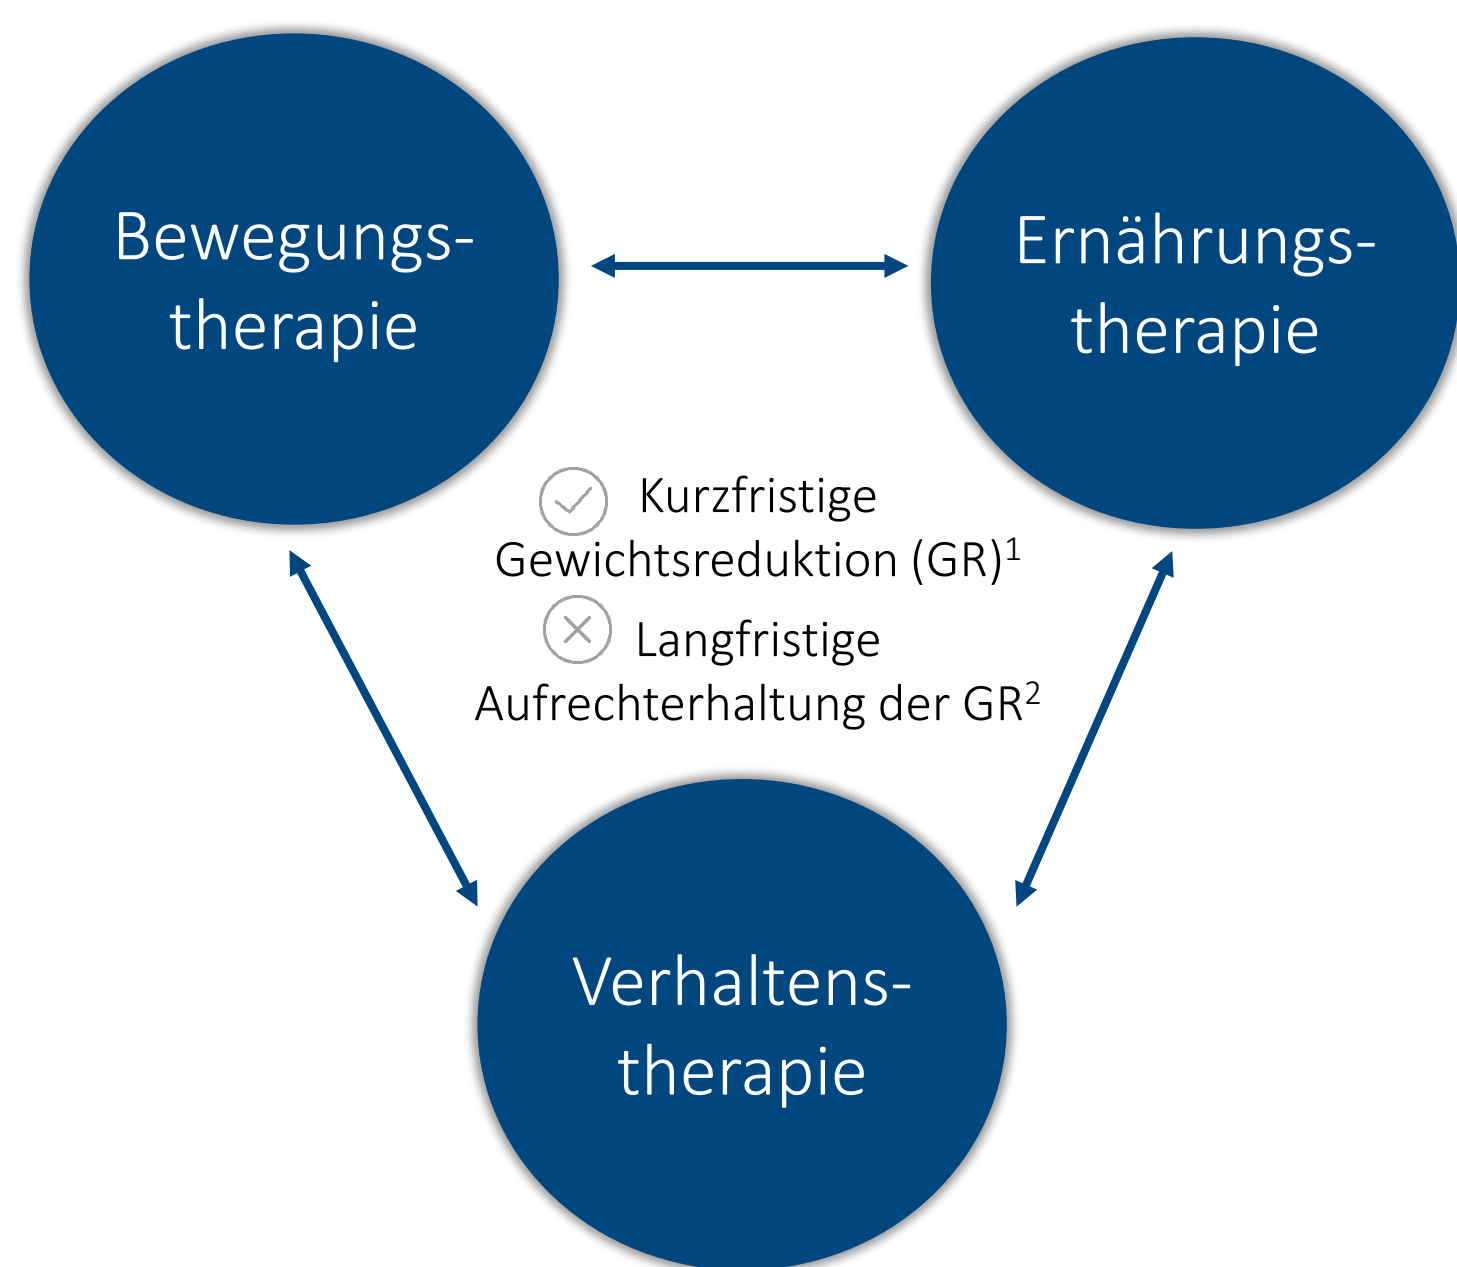 Bewegungs-
therapie
Ernährungs-
therapie
Kurzfristige
Gewichtsreduktion (GR)¹
Langfristige
Aufrechterhaltung der GR²
Verhaltens-
therapie